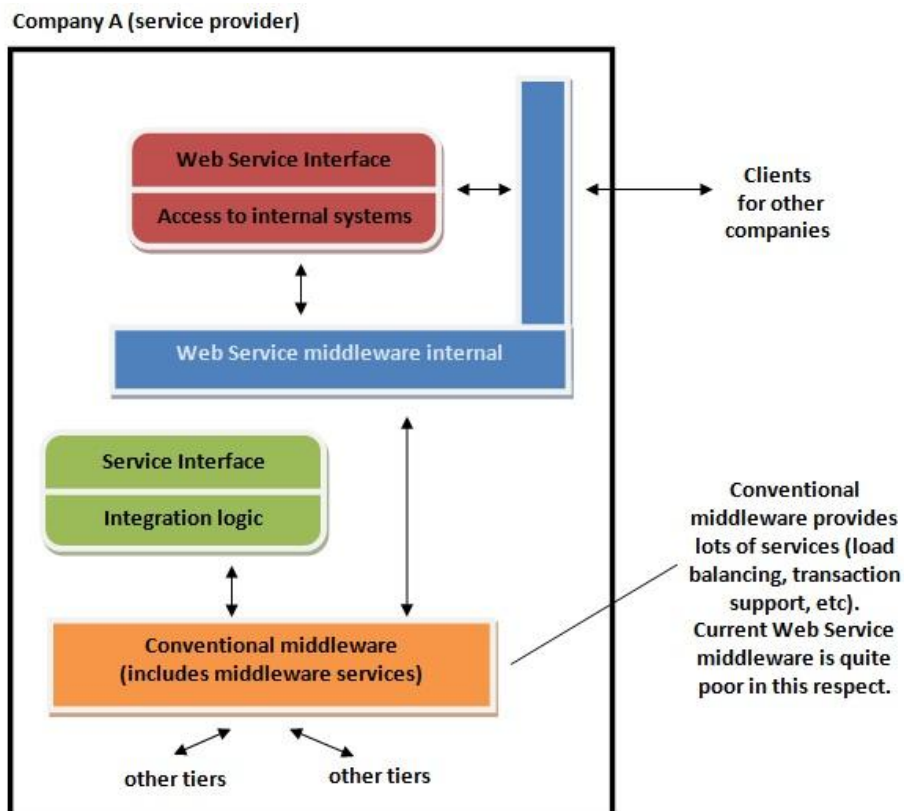 Company A (service provider)
Web Service Interface
Access to internal systems
Clients
for other
companies
Web Service middleware internal
Service Interface
Integration logic
Conventional
middleware provides
lots of services (load
balancing, transaction
support, etc).
Current Web Service
middleware is quite
poor in this respect.
Conventional middleware
(includes middleware services)
other tiers
other tiers